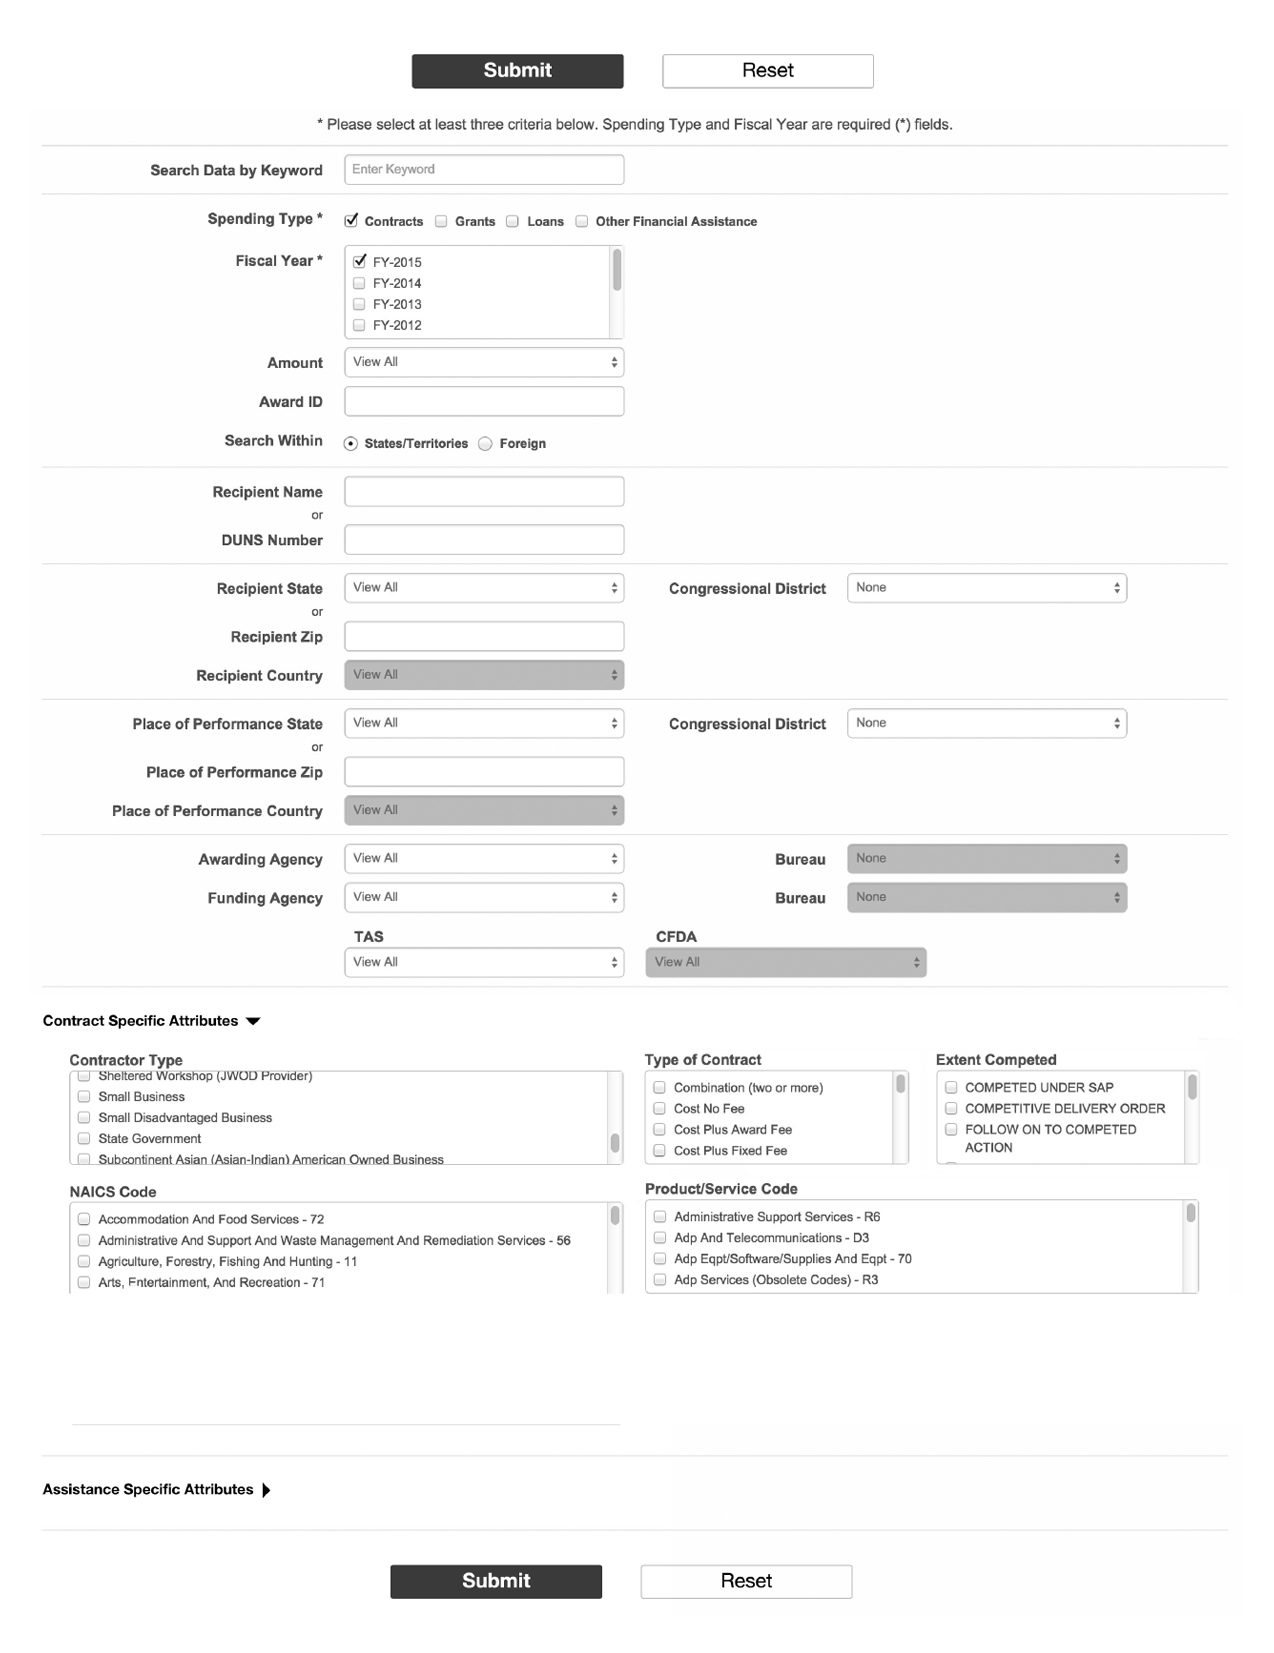 Submit Reset
* Please select at least three criteria below. Spending Type and Fiscal Year are required (*) fields.
Search Data by Keyword Enter Keyword
Spending Type * Contracts Grants Loans Other Financial Assistance
Fiscal Year * FY-2015
FY-2014
FY-2013
FY-2012
Amount View All
Award ID
Search Within States/Territories Foreign
Recipient Name
or
DUNS Number
Recipient State View All Congressional District None
or
Recipient Zip
Recipient Country View All
Place of Performance State View All Congressional District None
or
Place of Performance Zip
Place of Performance Country View All
Awarding Agency View All Bureau None
Funding Agency View All Bureau None
TAS CFDA
View All View All
Contract Specific Attributes
Contractor Type
Sheltered Workshop (JWOD Provider)
Small Business
Small Disadvantaged Business
State Government
Subcontinent Asian (Asian-Indian) American Owned Business
Type of Contract
Combination (two or more)
Cost No Fee
Cost Plus Award Fee
Cost Plus Fixed Fee
Extent Competed
COMPETED UNDER SAP
COMPETITIVE DELIVERY ORDER
FOLLOW ON TO COMPETED
ACTION
NAICS Code
Accommodation And Food Services - 72
Administrative And Support And Waste Management And Remediation Services - 56
Agriculture, Forestry, Fishing And Hunting - 11
Arts, Entertainment, And Recreation - 71
Product/Service Code
Administrative Support Services - R6
Adp And Telecommunications - D3
Adp Eqpt/Software/Supplies And Eqpt - 70
Adp Services (Obsolete Codes) - R3
Assistance Specific Attributes
Submit Reset